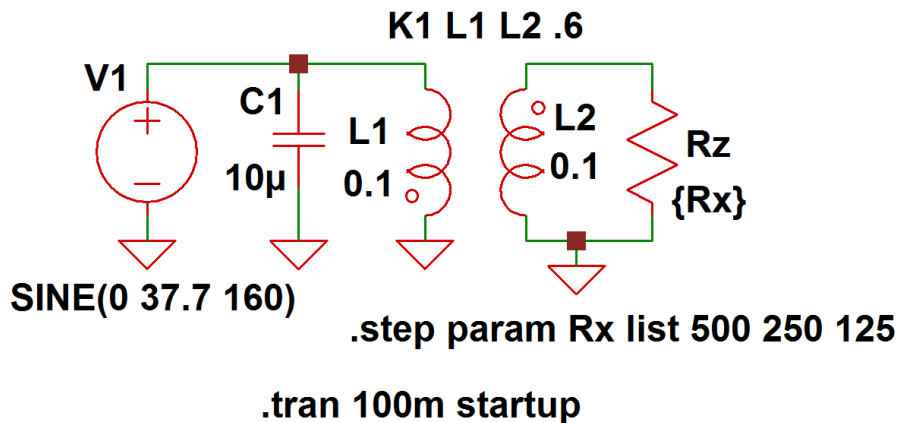 K1 L1 L2 .6
V1
C1
10µ
L1
0.1
L2
0.1
Rz
{Rx}
SINE(0 37.7 160)
.step param Rx list 500 250 125
.tran 100m startup